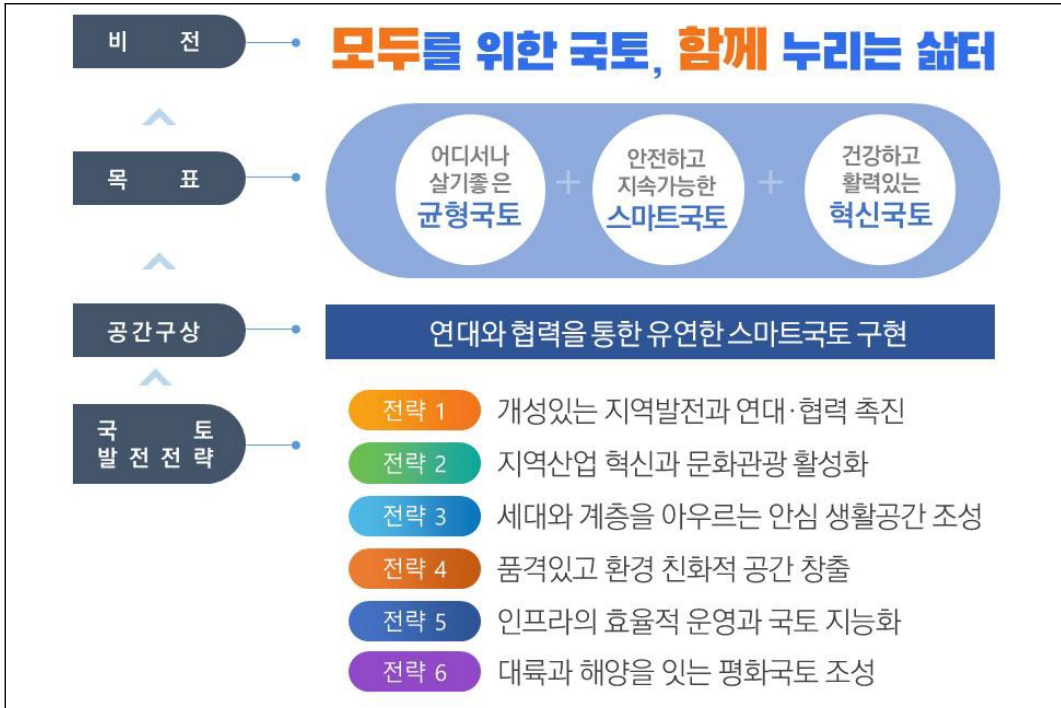 비 전
모두를 위한 국토, 함께 누리는 삶터
목 표
어디서나
살기좋은
균형국토
+
안전하고
지속가능한
스마트국토
+
건강하고
활력있는
혁신국토
공간구상
연대와 협력을 통한 유연한 스마트국토 구현
국 토
발전전략
전략 1 개성있는 지역발전과 연대·협력 촉진
전략 2 지역산업 혁신과 문화관광 활성화
전략 3 세대와 계층을 아우르는 안심 생활공간 조성
전략 4 품격있고 환경 친화적 공간 창출
전략 5 인프라의 효율적 운영과 국토 지능화
전략 6 대륙과 해양을 잇는 평화국토 조성